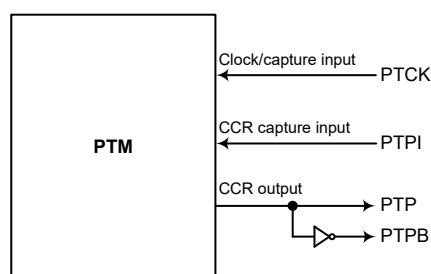 Clock/capture input
PTCK
CCR capture input
PTPI
PTM
CCR output
PTP
PTPB